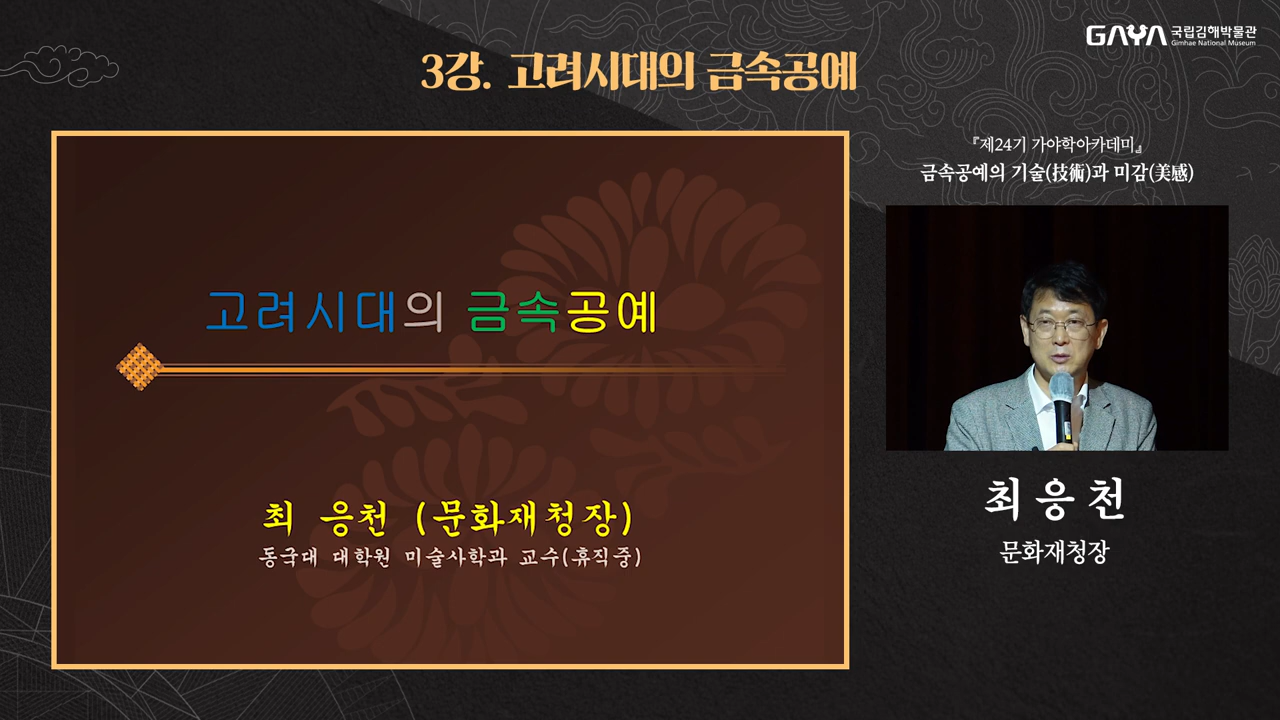 GAYA 국립김해박물관
Gimhae National Museum
3강. 고려시대의 금속공예
『제24기 가야학아카데미』
금속공예의 기술(技術)과 미감(美感)
고려시대의 금속공예
최 응천 (문화재청장)
동국대 대학원 미술사학과 교수(휴직중)
최응천
문화재청장